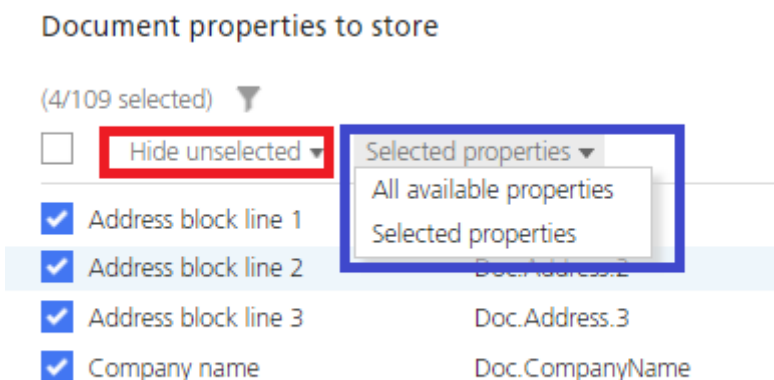 Document properties to store
(4/109 selected)
Hide unselected
Selected properties
All available properties
Selected properties
Address block line 1
Address block line 2 Doc.Address.2
Address block line 3 Doc.Address.3
Company name Doc.CompanyName